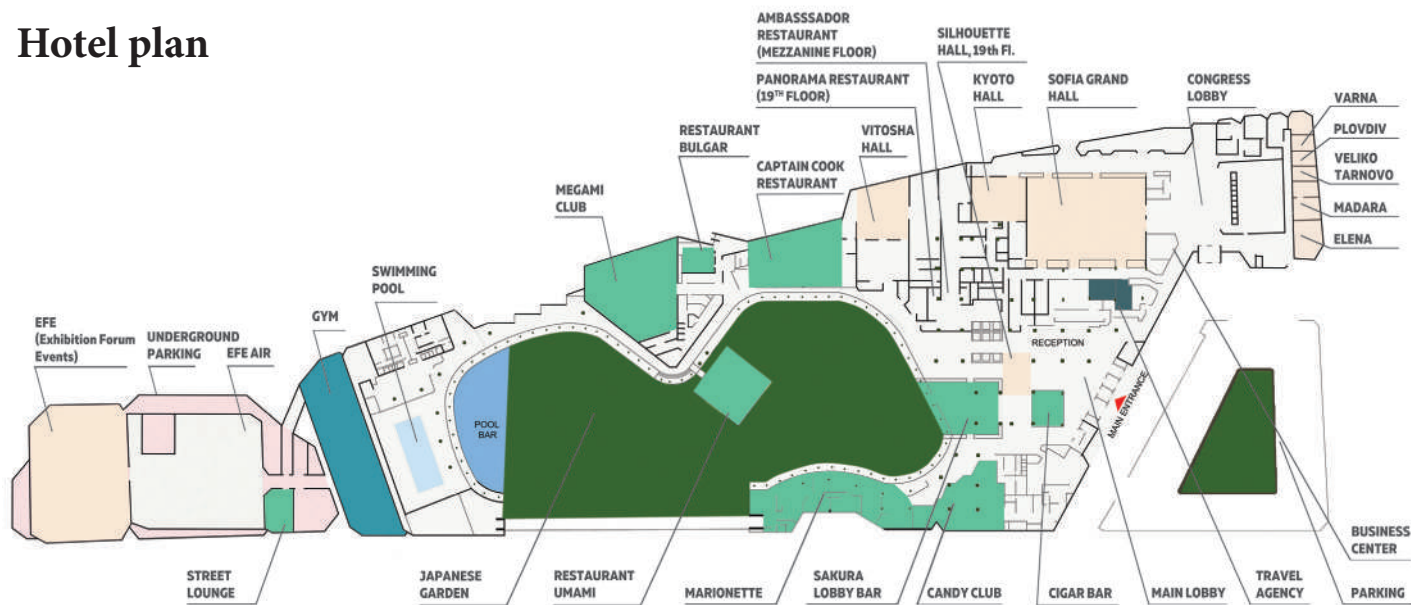 Hotel plan
AMBASSSADOR
RESTAURANT
(MEZZANINE FLOOR)
PANORAMA RESTAURANT
(19TH FLOOR)
SILHOUETTE
HALL, 19th Fl.
KYOTO
HALL
SOFIA GRAND
HALL
CONGRESS
LOBBY
VARNA
PLOVDIV
VELIKO
TARNOVO
MADARA
ELENA
RESTAURANT
BULGAR
VITOSHA
HALL
CAPTAIN COOK
RESTAURANT
MEGAMI
CLUB
SWIMMING
POOL
GYM
EFE
(Exhibition Forum
Events)
UNDERGROUND
PARKING
EFE AIR
RECEPTION
MAIN ENTRANCE
POOL
BAR
STREET
LOUNGE
JAPANESE
GARDEN
RESTAURANT
UMAMI
MARIONETTE
SAKURA
LOBBY BAR
CANDY CLUB
CIGAR BAR
MAIN LOBBY
TRAVEL
AGENCY
PARKING
BUSINESS
CENTER